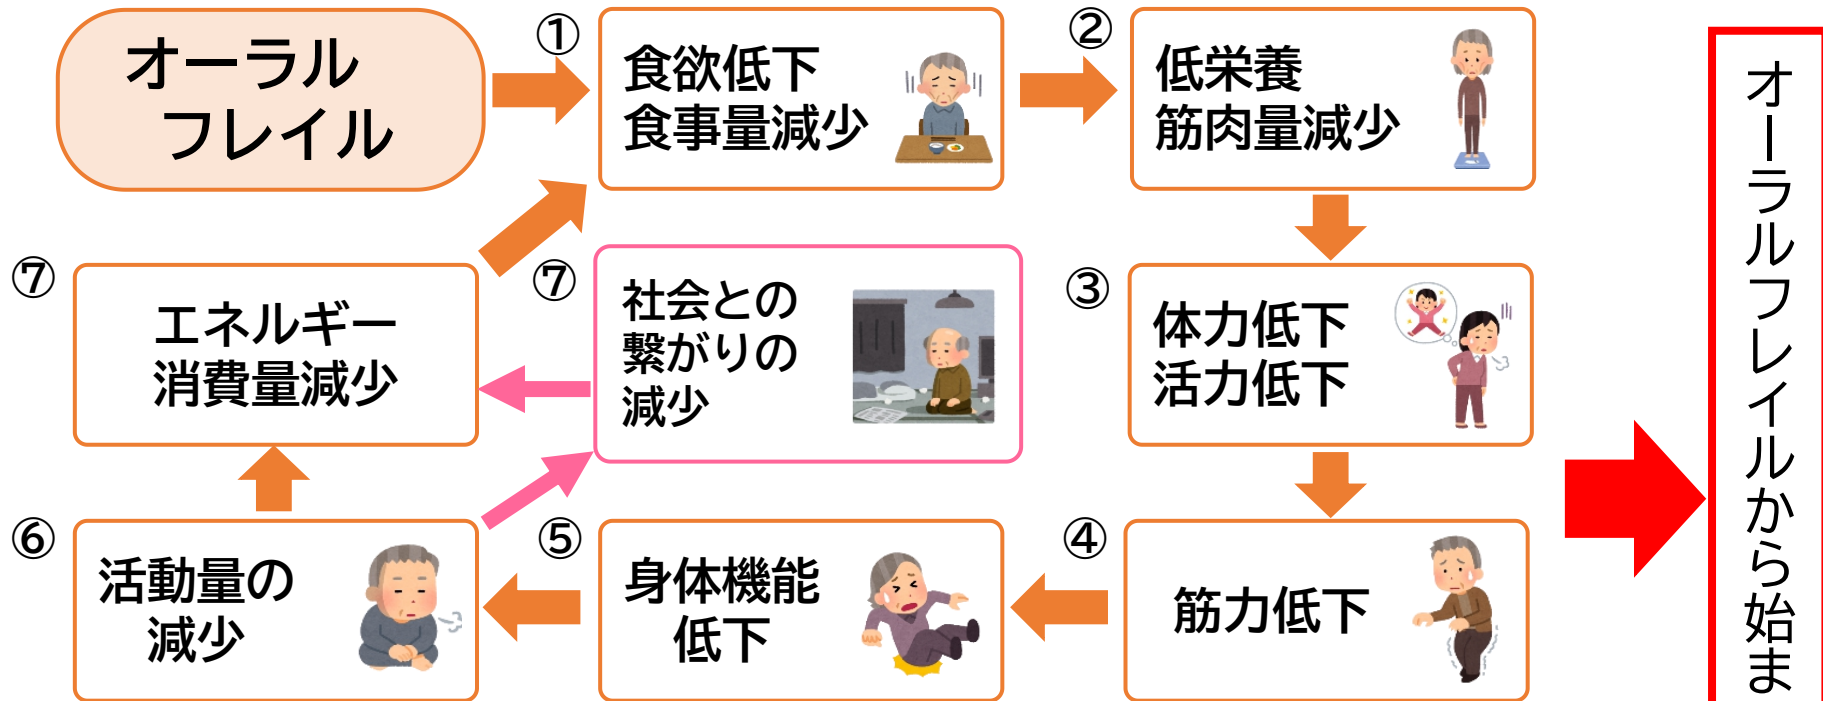 オーラル
フレイル
①
食欲低下
食事量減少
②
低栄養
筋肉量減少
③
体力低下
活力低下
④
筋力低下
⑤
身体機能
低下
⑥
活動量の
減少
⑦
エネルギー
消費量減少
⑦
社会との
繋がりの
減少
オーラルフレイルから始ま